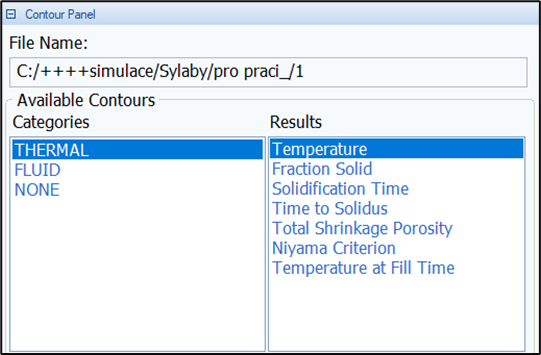 Contour Panel
File Name:
C:/++++simulace/Sylaby/pro praci_/1
Available Contours
Categories
THERMAL
FLUID
NONE
Results
Temperature
Fraction Solid
Solidification Time
Time to Solidus
Total Shrinkage Porosity
Niyama Criterion
Temperature at Fill Time